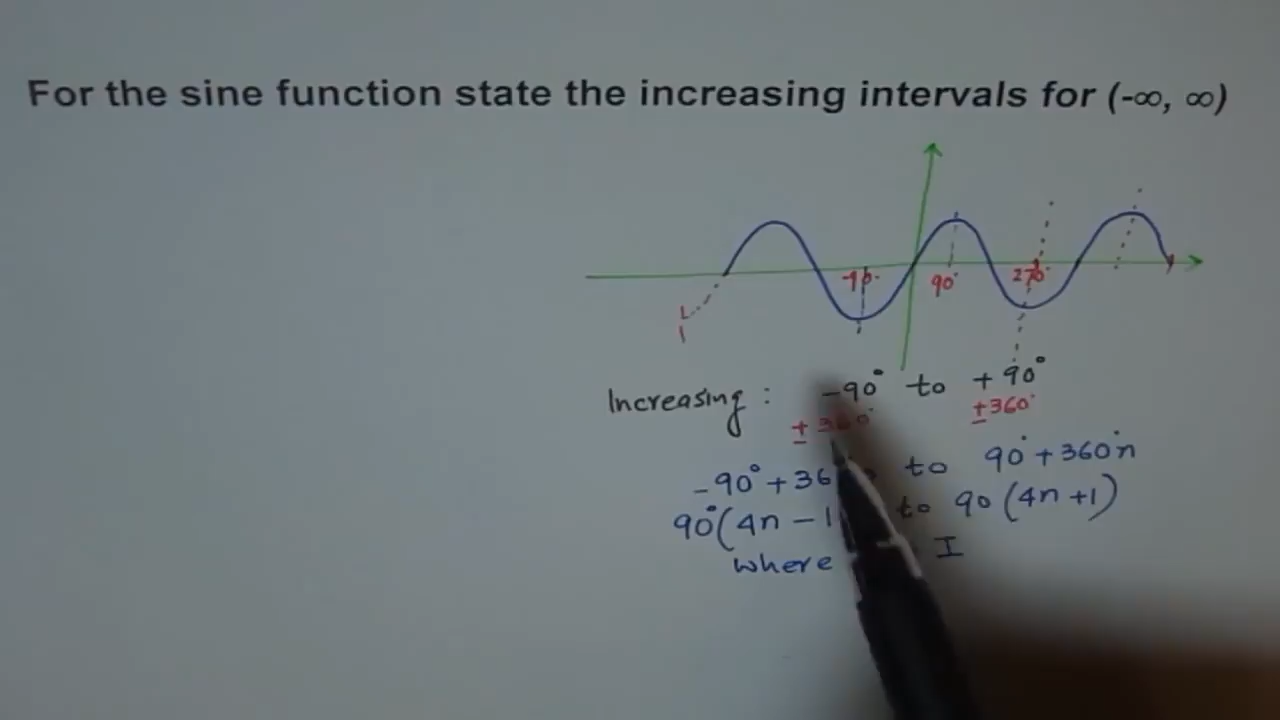 For the sine function state the increasing intervals for (-∞, ∞)
90° 270°
Increasing : -90° to +90°
± 360° ±360°
-90° + 36 to 90° + 360°n
90°(4n - 1 to 90 (4n +1)
where I